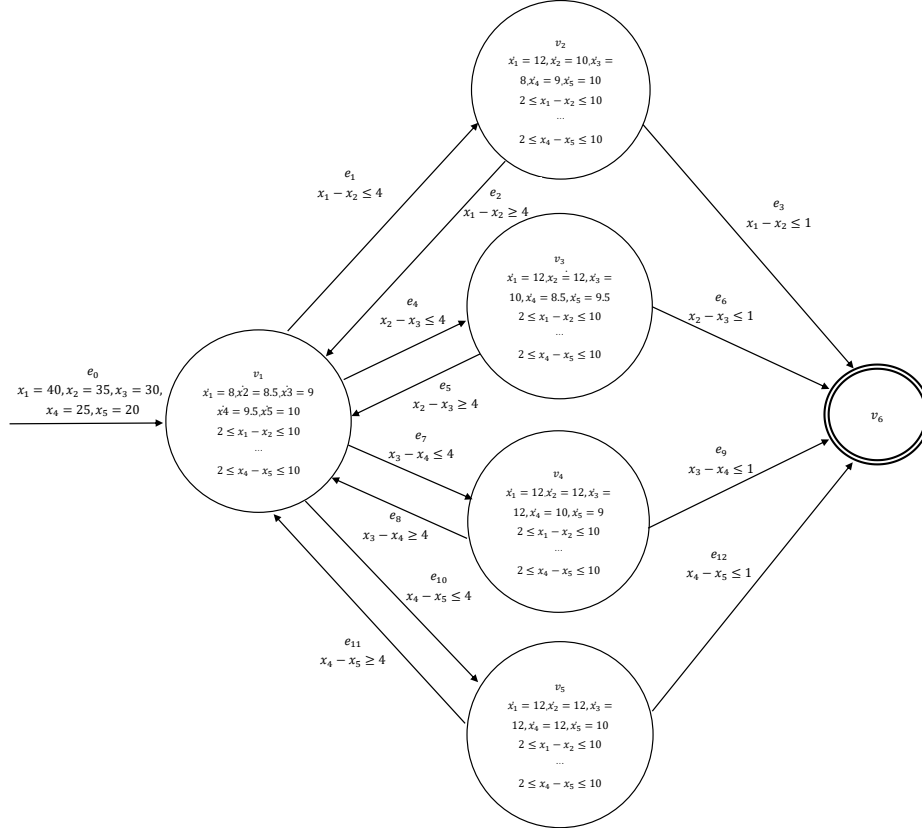 v₂
ẋ₁ = 12, ẋ₂ = 10, ẋ₃ =
8, ẋ₄ = 9, ẋ₅ = 10
2 ≤ x₁ − x₂ ≤ 10
...
2 ≤ x₄ − x₅ ≤ 10
e₁
x₁ − x₂ ≤ 4
e₂
x₁ − x₂ ≥ 4
e₃
x₁ − x₂ ≤ 1
v₃
ẋ₁ = 12, ẋ₂ = 12, ẋ₃ =
10, ẋ₄ = 8.5, ẋ₅ = 9.5
2 ≤ x₁ − x₂ ≤ 10
...
2 ≤ x₄ − x₅ ≤ 10
e₄
x₂ − x₃ ≤ 4
e₅
x₂ − x₃ ≥ 4
e₆
x₂ − x₃ ≤ 1
e₀
x₁ = 40, x₂ = 35, x₃ = 30,
x₄ = 25, x₅ = 20
v₁
ẋ₁ = 8, ẋ2 = 8.5, ẋ3 = 9
ẋ4 = 9.5, ẋ5 = 10
2 ≤ x₁ − x₂ ≤ 10
...
2 ≤ x₄ − x₅ ≤ 10
v₆
e₇
x₃ − x₄ ≤ 4
e₈
x₃ − x₄ ≥ 4
e₉
x₃ − x₄ ≤ 1
v₄
ẋ₁ = 12, ẋ₂ = 12, ẋ₃ =
12, ẋ₄ = 10, ẋ₅ = 9
2 ≤ x₁ − x₂ ≤ 10
...
2 ≤ x₄ − x₅ ≤ 10
e₁₀
x₄ − x₅ ≤ 4
e₁₁
x₄ − x₅ ≥ 4
e₁₂
x₄ − x₅ ≤ 1
v₅
ẋ₁ = 12, ẋ₂ = 12, ẋ₃ =
12, ẋ₄ = 12, ẋ₅ = 10
2 ≤ x₁ − x₂ ≤ 10
...
2 ≤ x₄ − x₅ ≤ 10